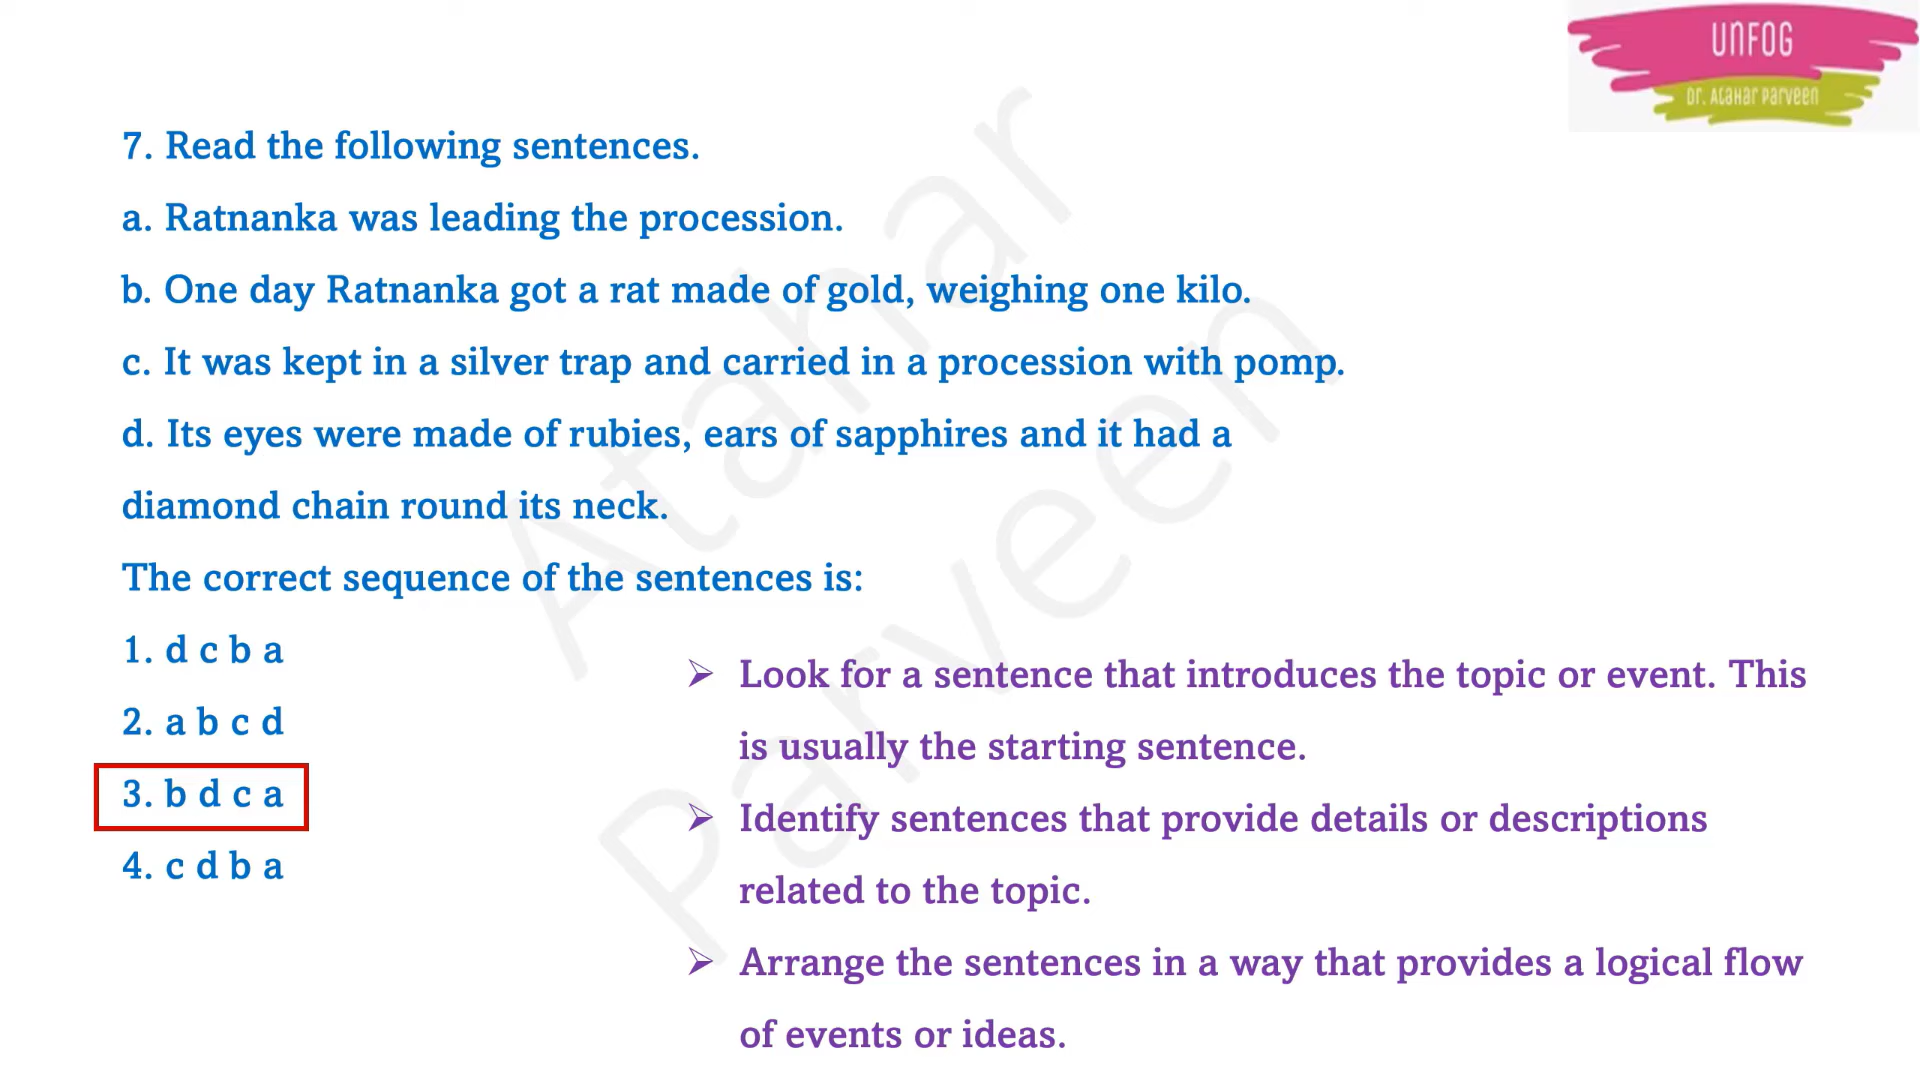 UNFOG
Dr. Atahar Parveen
7. Read the following sentences.
a. Ratnanka was leading the procession.
b. One day Ratnanka got a rat made of gold, weighing one kilo.
c. It was kept in a silver trap and carried in a procession with pomp.
d. Its eyes were made of rubies, ears of sapphires and it had a
diamond chain round its neck.
The correct sequence of the sentences is:
1. d c b a
2. a b c d
3. b d c a
4. c d b a
➢ Look for a sentence that introduces the topic or event. This
is usually the starting sentence.
➢ Identify sentences that provide details or descriptions
related to the topic.
➢ Arrange the sentences in a way that provides a logical flow
of events or ideas.
Atahar
Parveen